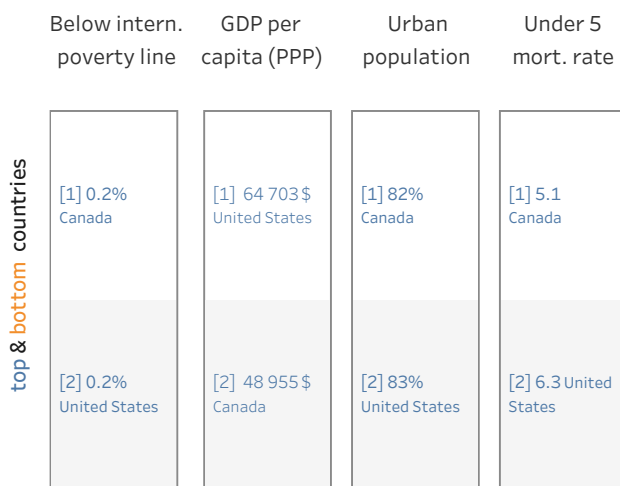 Below intern.
poverty line
GDP per
capita (PPP)
Urban
population
Under 5
mort. rate
top & bottom countries
[1] 0.2%
Canada
[1] 64 703 $
United States
[1] 82%
Canada
[1] 5.1
Canada
[2] 0.2%
United States
[2] 48 955 $
Canada
[2] 83%
United States
[2] 6.3 United
States